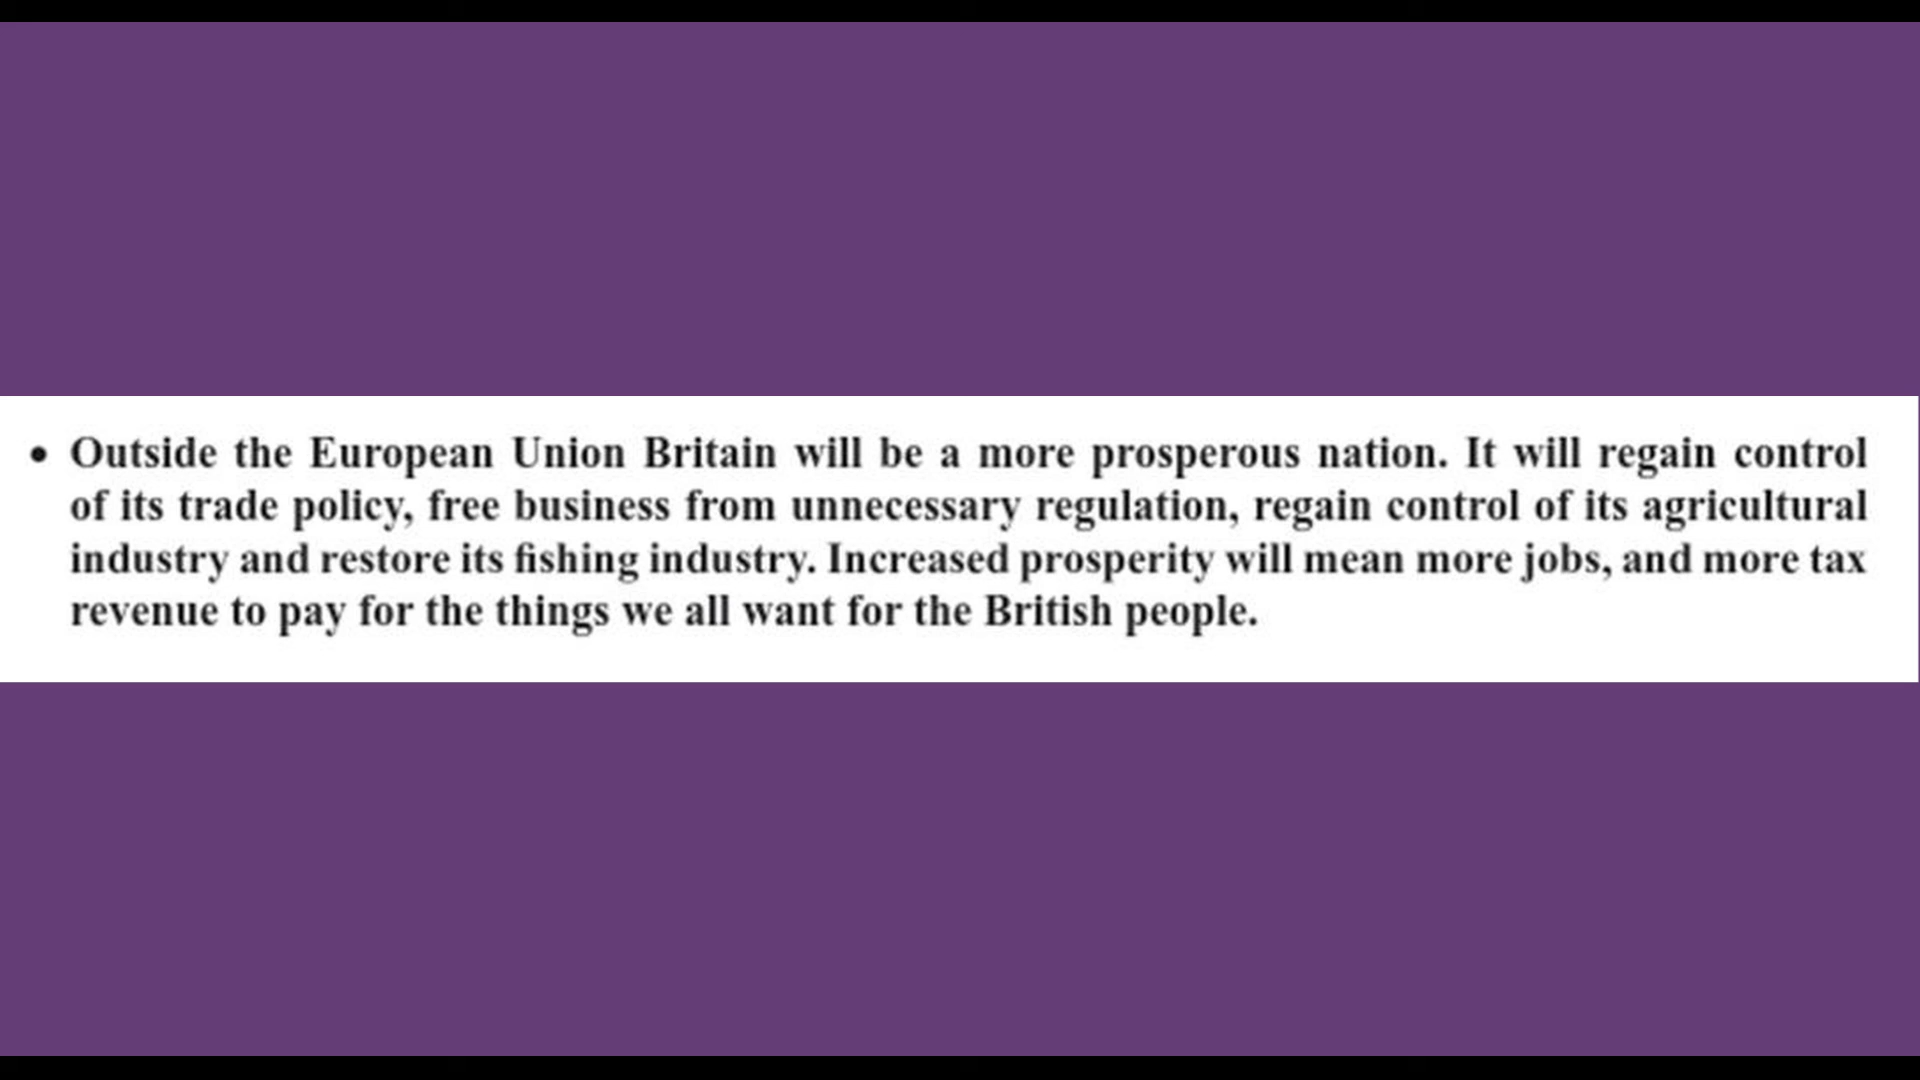 • Outside the European Union Britain will be a more prosperous nation. It will regain control
of its trade policy, free business from unnecessary regulation, regain control of its agricultural
industry and restore its fishing industry. Increased prosperity will mean more jobs, and more tax
revenue to pay for the things we all want for the British people.